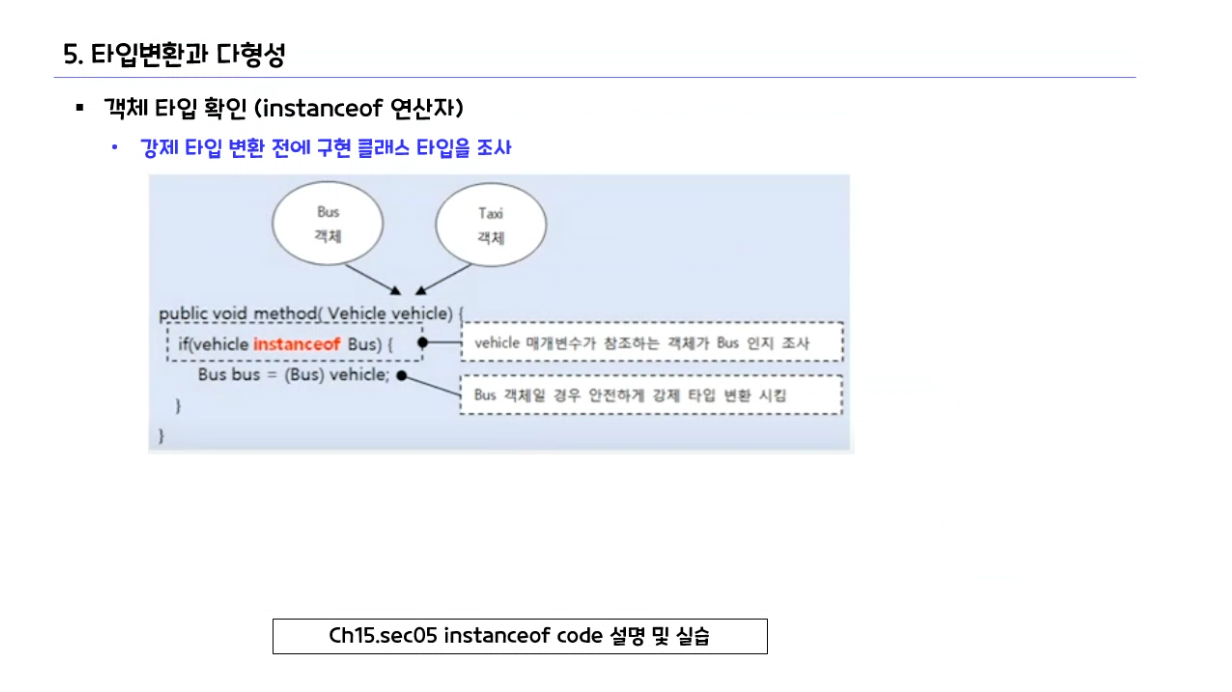 5. 타입변환과 다형성
▪ 객체 타입 확인 (instanceof 연산자)
• 강제 타입 변환 전에 구현 클래스 타입을 조사
Bus
객체
Taxi
객체
public void method( Vehicle vehicle) {
if(vehicle instanceof Bus) {
vehicle 매개변수가 참조하는 객체가 Bus 인지 조사
Bus bus = (Bus) vehicle;
Bus 객체일 경우 안전하게 강제 타입 변환 시킴
}
}
Ch15.sec05 instanceof code 설명 및 실습